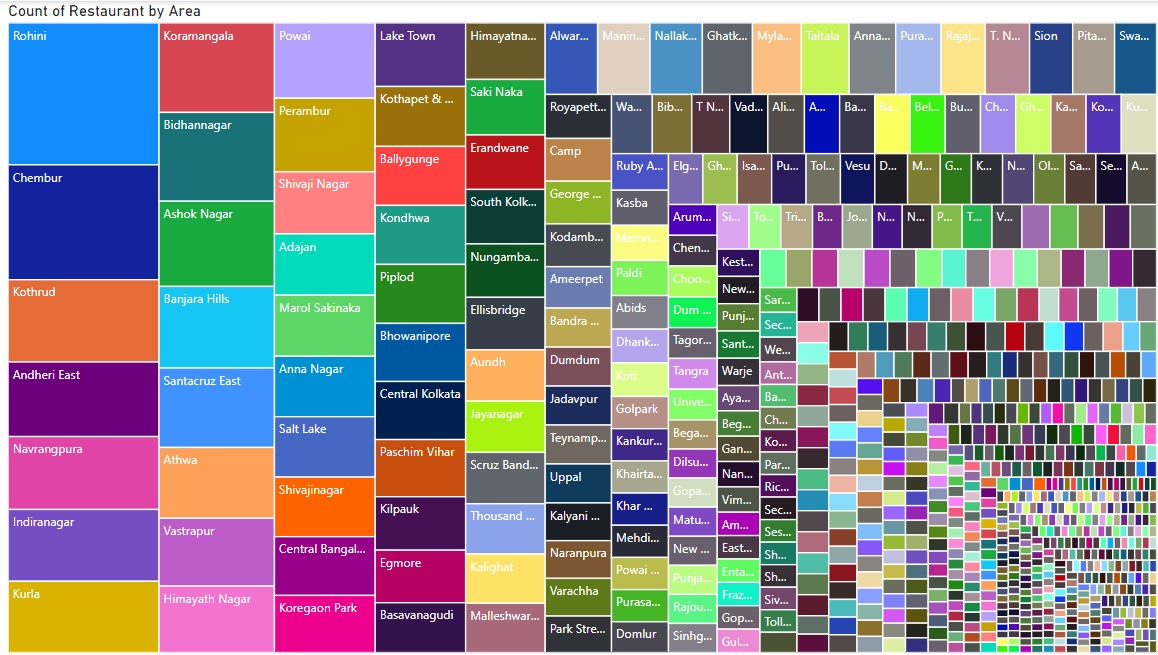 Count of Restaurant by Area
Rohini
Chembur
Kothrud
Andheri East
Navrangpura
Indiranagar
Kurla
Koramangala
Bidhannagar
Ashok Nagar
Banjara Hills
Santacruz East
Athwa
Vastrapur
Himayath Nagar
Powai
Perambur
Shivaji Nagar
Adajan
Marol Sakinaka
Anna Nagar
Salt Lake
Shivajinagar
Central Bangal...
Koregaon Park
Lake Town
Kothapet & ...
Ballygunge
Kondhwa
Piplod
Bhowanipore
Central Kolkata
Paschim Vihar
Kilpauk
Egmore
Basavanagudi
Himayatna...
Saki Naka
Erandwane
South Kolk...
Nungamba...
Ellisbridge
Aundh
Jayanagar
Scruz Band...
Thousand ...
Kalighat
Malleshwar...
Alwar...
Manin...
Nallak...
Ghatk...
Myla...
Taltala
Anna...
Pura...
Rajaj...
T. N...
Sion
Pita...
Swa...
Royapett...
Camp
George ...
Kodamb...
Ameerpet
Bandra ...
Dumdum
Jadavpur
Teynamp...
Uppal
Kalyani ...
Naranpura
Varachha
Park Stre...
Wa...
Bib...
T N...
Vad...
Ali...
A...
Ba...
Ba...
Bel...
Bu...
Ch...
Gh...
Ka...
Ko...
Ku...
Ruby A...
Kasba
Memn...
Paldi
Abids
Dhank...
Koti
Golpark
Kankur...
Khairta...
Khar ...
Mehdi...
Powai ...
Purasa...
Domlur
Elg...
Gh...
Isa...
Pu...
Tol...
Vesu
D...
M...
G...
K...
N...
Ol...
Sa...
Se...
A...
Arum...
Chen...
Choo...
Dum ...
Tagor...
Tangra
Unive...
Bega...
Dilsu...
Gopa...
Matu...
New ...
Punja...
Rajou...
Sinhg...
Si...
To...
Tri...
B...
Jo...
N...
N...
P...
T...
V...
Kest...
New...
Punj...
Sant...
Warje
Aya...
Beg...
Gan...
Nan...
Vim...
Am...
East...
Enta...
Fraz...
Gop...
Gul...
Sar...
Sec...
We...
Ant...
Ba...
Ch...
Ko...
Par...
Ric...
Sec...
Ses...
Sh...
Sh...
Siv...
Toll...